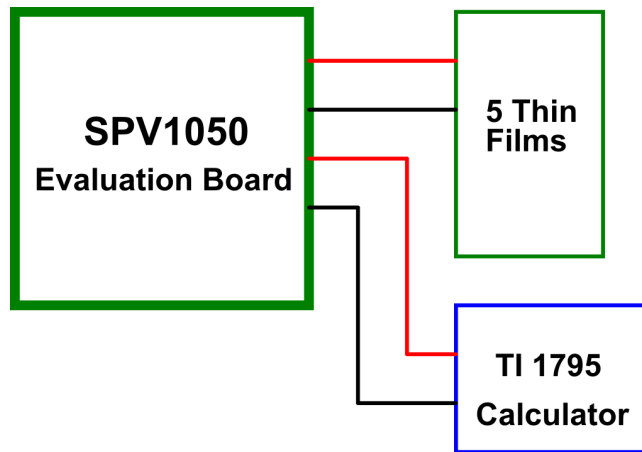 SPV1050
Evaluation Board
5 Thin
Films
TI 1795
Calculator